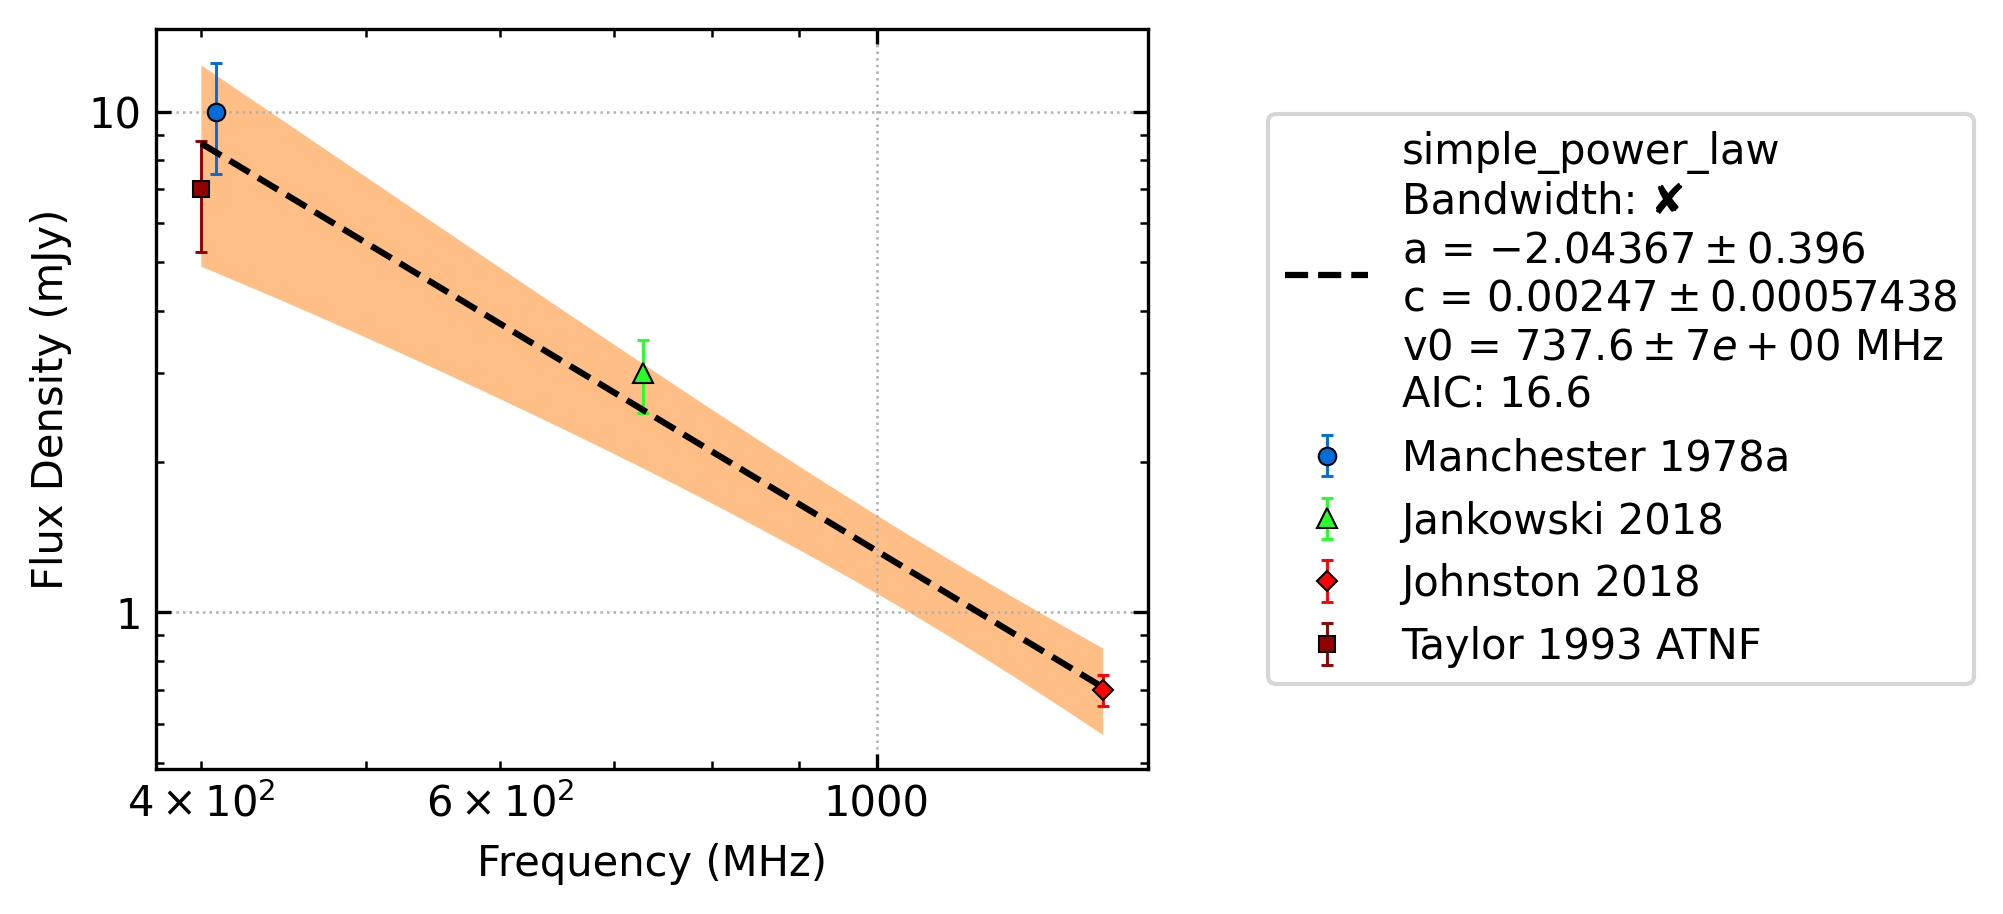 10
1
Flux Density (mJy)
4 × 10²
6 × 10²
1000
Frequency (MHz)
simple_power_law
Bandwidth: ✘
a = −2.04367 ± 0.396
c = 0.00247 ± 0.00057438
v0 = 737.6 ± 7e + 00 MHz
AIC: 16.6
Manchester 1978a
Jankowski 2018
Johnston 2018
Taylor 1993 ATNF